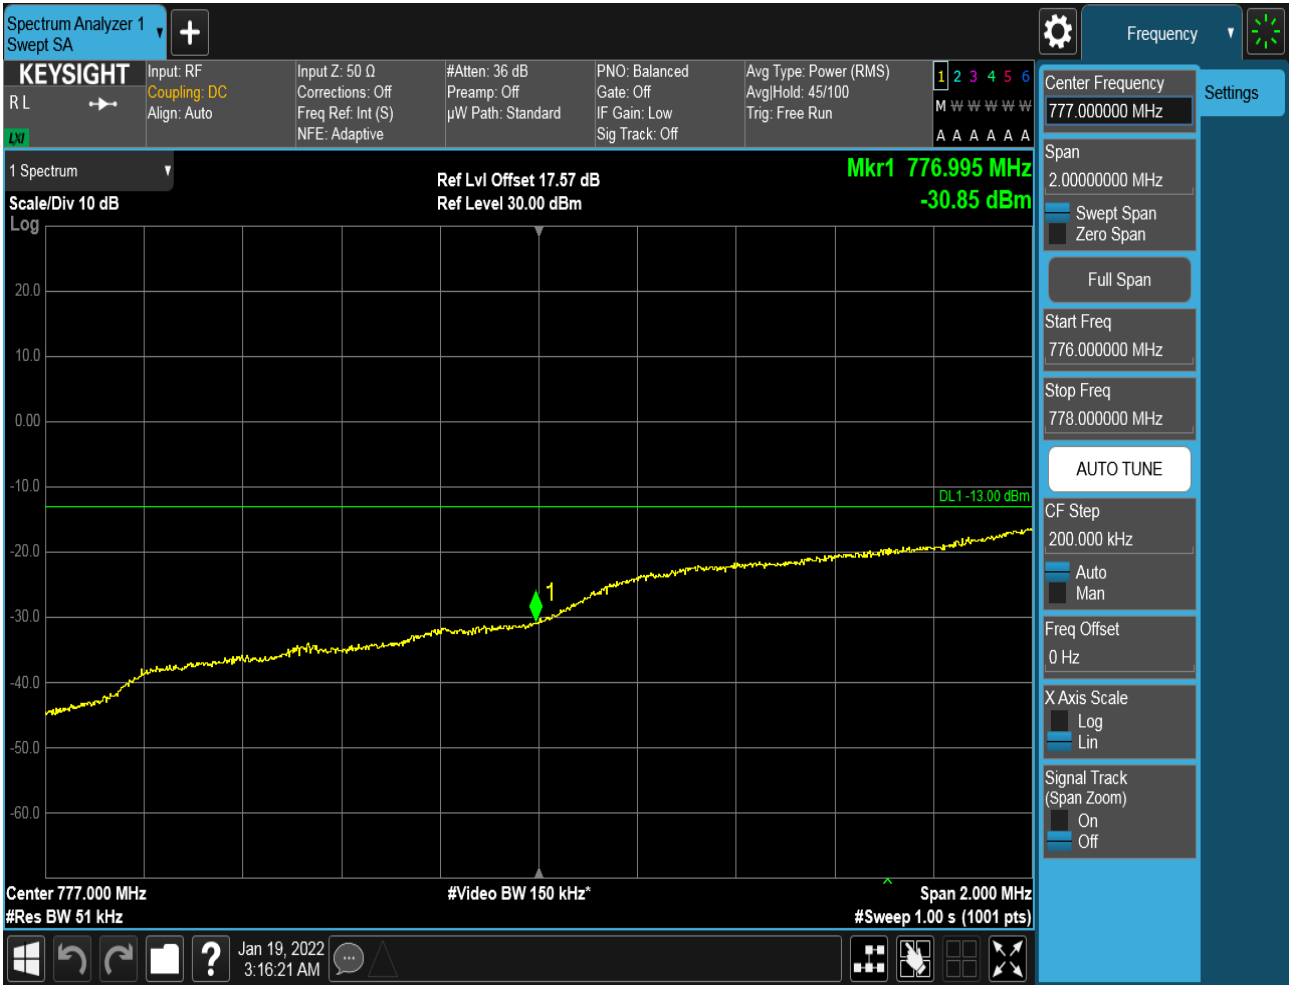 Spectrum Analyzer 1
Swept SA
Frequency
KEYSIGHT
R L
LXI
Input: RF
Coupling: DC
Align: Auto
Input Z: 50 Ω
Corrections: Off
Freq Ref: Int (S)
NFE: Adaptive
#Atten: 36 dB
Preamp: Off
µW Path: Standard
PNO: Balanced
Gate: Off
IF Gain: Low
Sig Track: Off
Avg Type: Power (RMS)
Avg|Hold: 45/100
Trig: Free Run
1 2 3 4 5 6
M W W W W W
A A A A A A
1 Spectrum
Scale/Div 10 dB
Log
Ref Lvl Offset 17.57 dB
Ref Level 30.00 dBm
Mkr1 776.995 MHz
-30.85 dBm
20.0
10.0
0.00
-10.0
-20.0
-30.0
-40.0
-50.0
-60.0
DL1 -13.00 dBm
1
Center 777.000 MHz
#Res BW 51 kHz
#Video BW 150 kHz*
Span 2.000 MHz
#Sweep 1.00 s (1001 pts)
Jan 19, 2022
3:16:21 AM
Center Frequency
777.000000 MHz
Span
2.00000000 MHz
Swept Span
Zero Span
Full Span
Start Freq
776.000000 MHz
Stop Freq
778.000000 MHz
AUTO TUNE
CF Step
200.000 kHz
Auto
Man
Freq Offset
0 Hz
X Axis Scale
Log
Lin
Signal Track
(Span Zoom)
On
Off
Settings